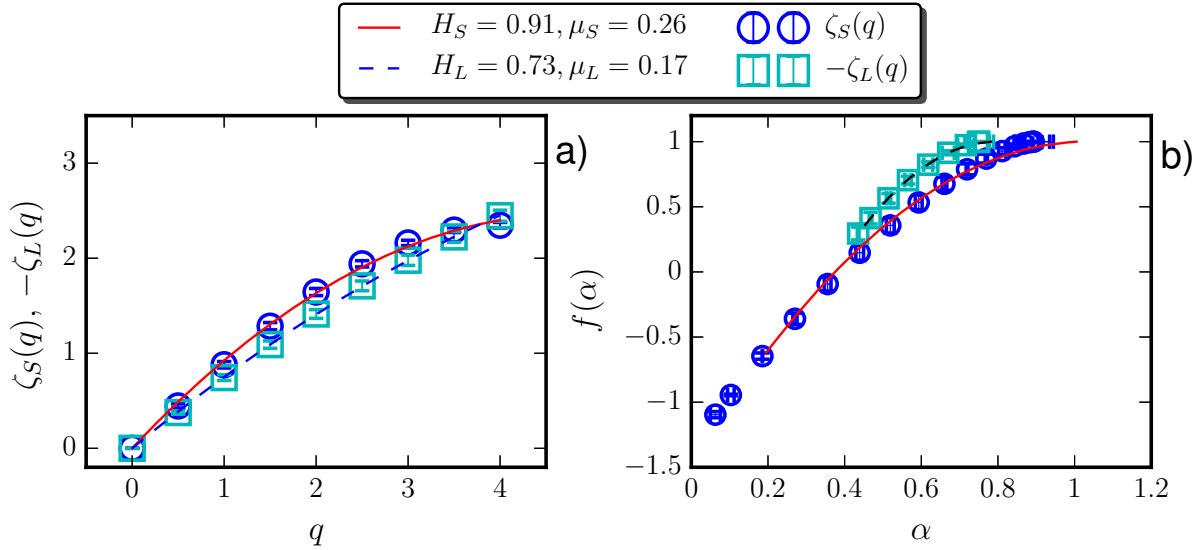 H_S = 0.91, μ_S = 0.26
ζ_S(q)
H_L = 0.73, μ_L = 0.17
−ζ_L(q)
a)
3
2
1
0
ζ_S(q), −ζ_L(q)
0 1 2 3 4
q
b)
1
0.5
0
−0.5
−1
−1.5
f(α)
0 0.2 0.4 0.6 0.8 1 1.2
α